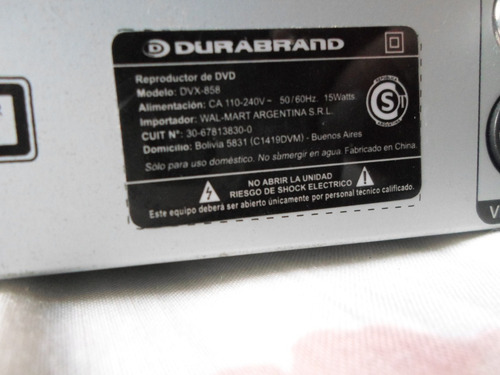 DURABRAND
Reproductor de DVD
Modelo: DVX-858
Alimentación: CA 110-240V~ 50/60Hz. 15Watts
Importador: WAL-MART ARGENTINA S.R.L.
CUIT N°: 30-67813830-0
Domicilio: Bolivia 5831 (C1419DVM) - Buenos Aires
Sólo para uso doméstico. No sumergir en agua. Fabricado en China.
NO ABRIR LA UNIDAD
RIESGO DE SHOCK ELECTRICO
Este equipo debera ser abierto únicamente por personal técnico calificado.